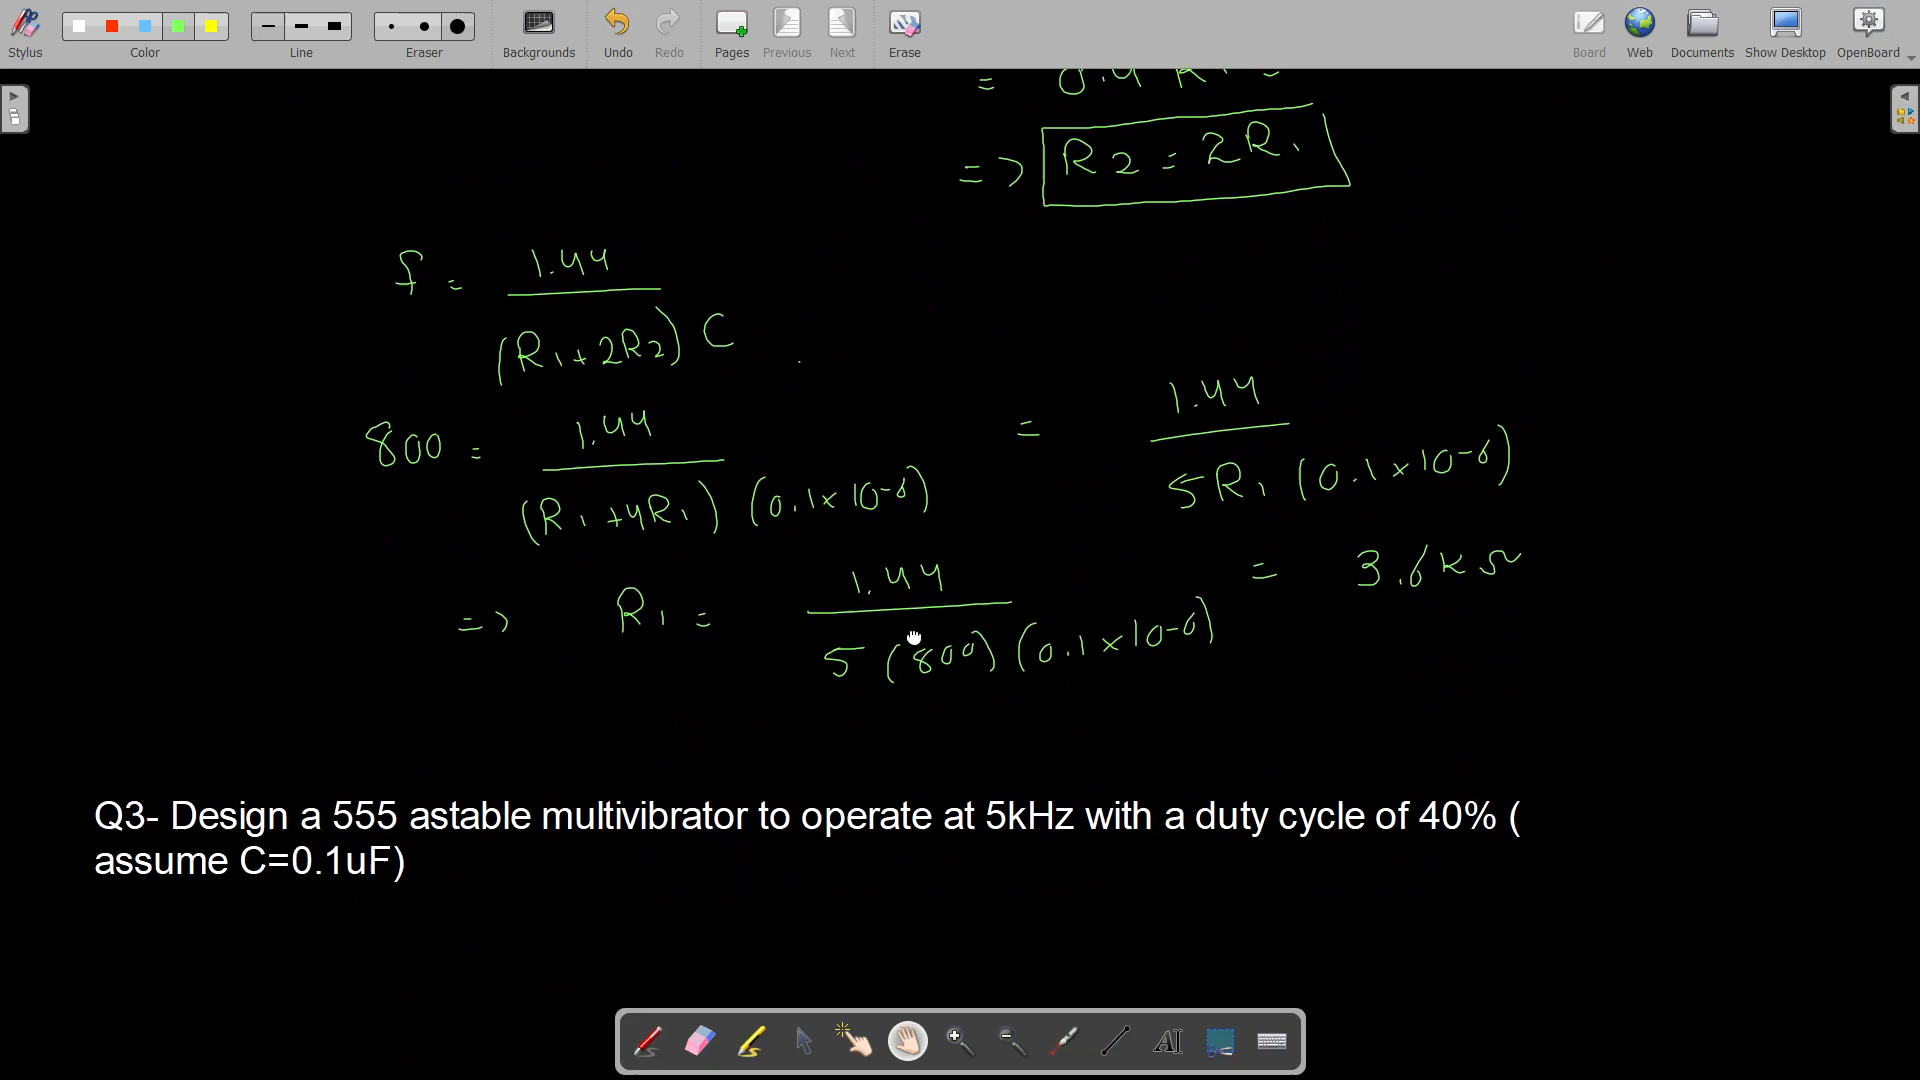 Stylus Color Line Eraser Backgrounds Undo Redo Pages Previous Next Erase Board Web Documents Show Desktop OpenBoard
=> R2 = 2R1
f = 1.44 / (R1+2R2) C
800 = 1.44 / (R1+4R1) (0.1x10-6) = 1.44 / 5R1 (0.1x10-6)
=> R1 = 1.44 / 5(800) (0.1x10-6) = 3.6kΩ
Q3- Design a 555 astable multivibrator to operate at 5kHz with a duty cycle of 40% (
assume C=0.1uF)